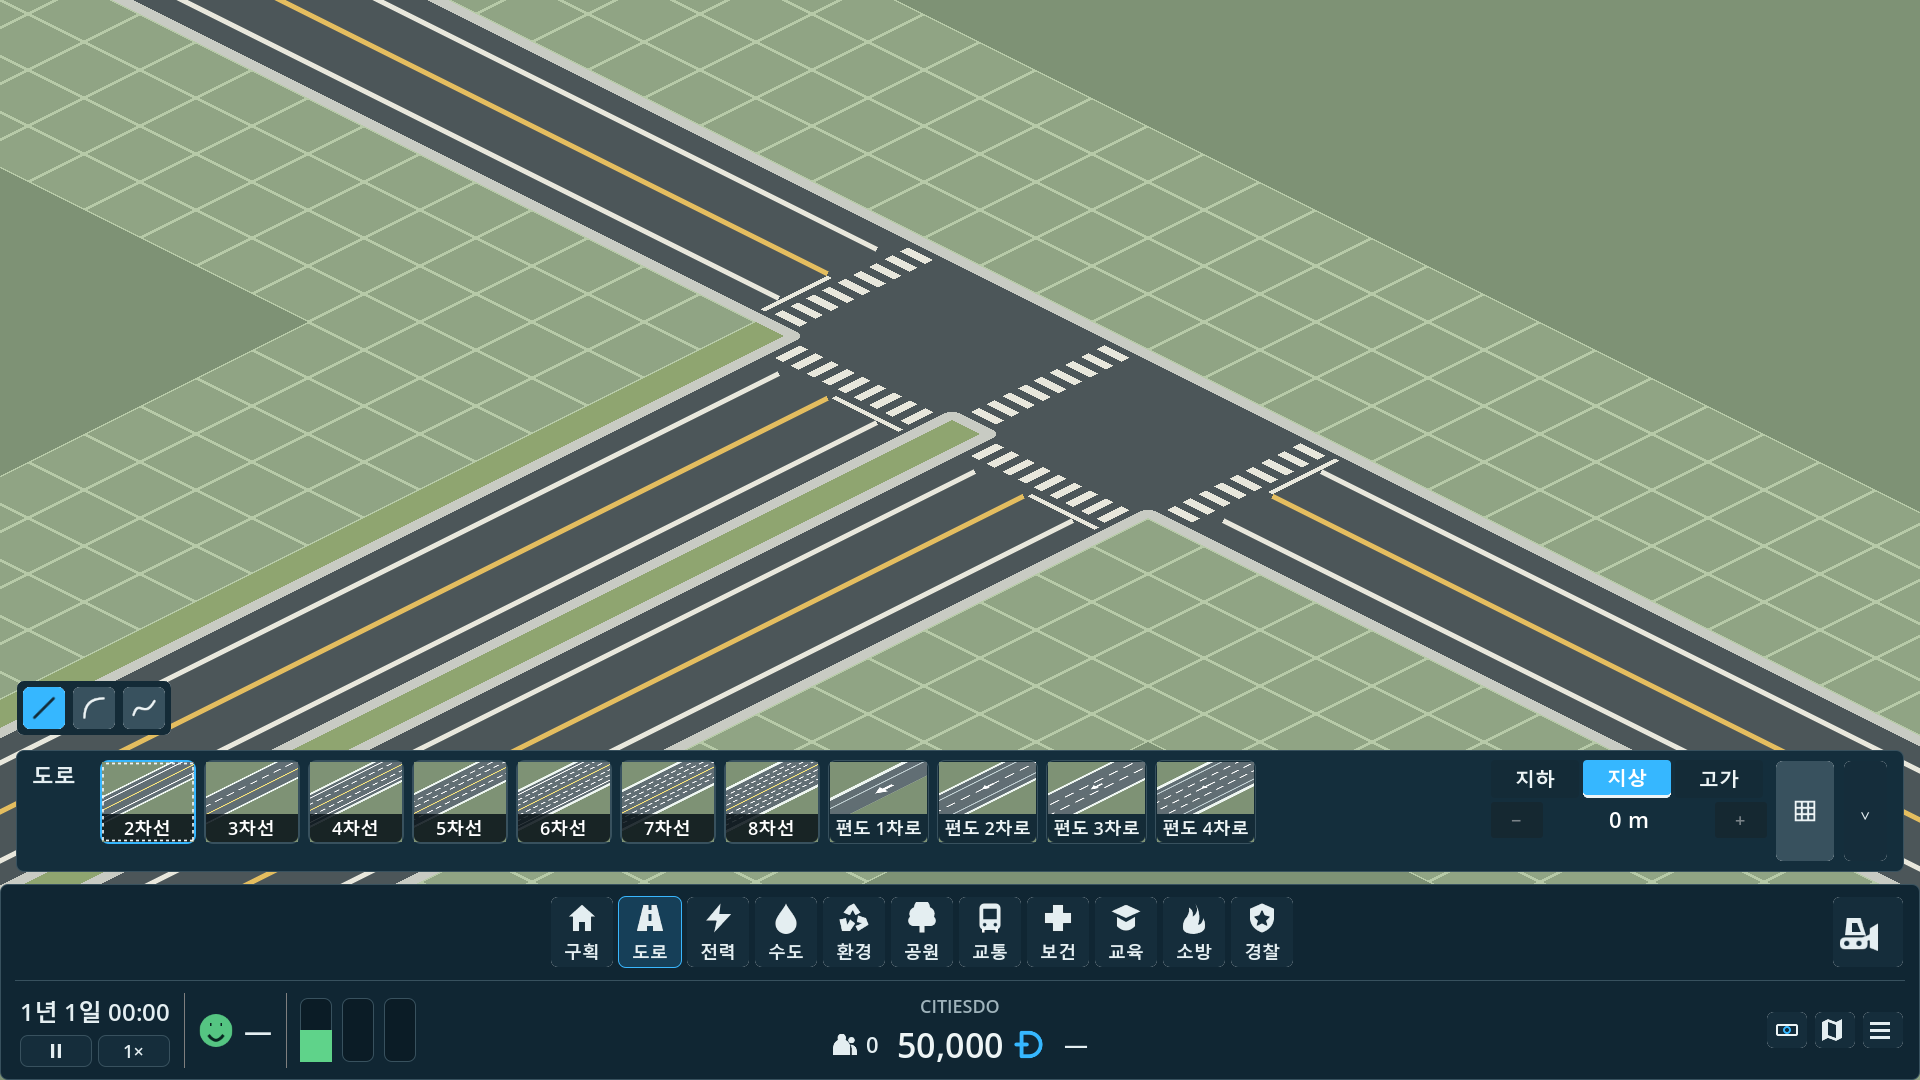 도로
2차선
3차선
4차선
5차선
6차선
7차선
8차선
편도 1차로
편도 2차로
편도 3차로
편도 4차로
지하
지상
고가
− 0 m +
구획
도로
전력
수도
환경
공원
교통
보건
교육
소방
경찰
1년 1일 00:00
1×
—
CITIESDO
0
50,000
—